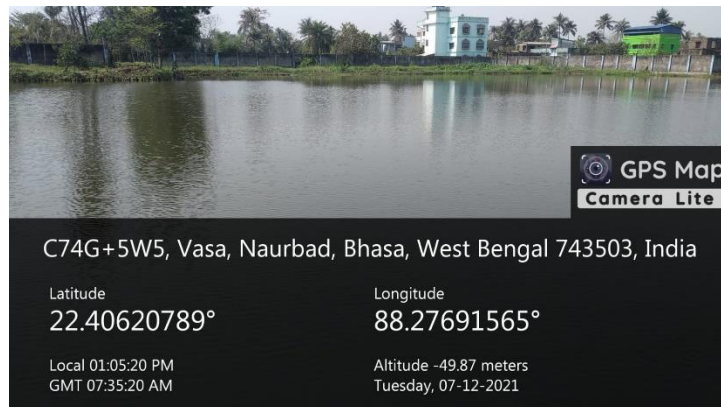 GPS Map
Camera Lite
C74G+5W5, Vasa, Naurbad, Bhasa, West Bengal 743503, India
Latitude
22.40620789°
Longitude
88.27691565°
Local 01:05:20 PM
GMT 07:35:20 AM
Altitude -49.87 meters
Tuesday, 07-12-2021